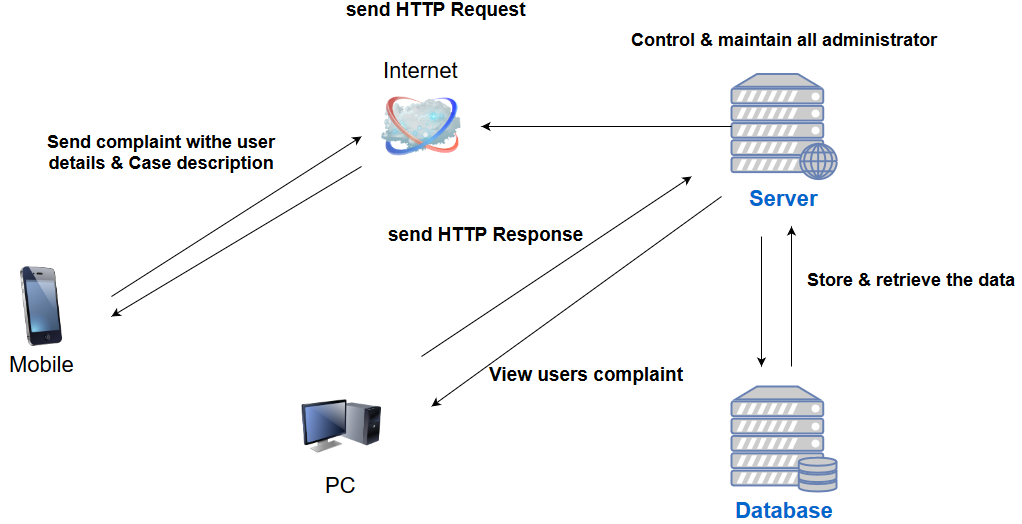 send HTTP Request
Control & maintain all administrator
Internet
Send complaint withe user
details & Case description
Server
send HTTP Response
Store & retrieve the data
Mobile
View users complaint
PC
Database